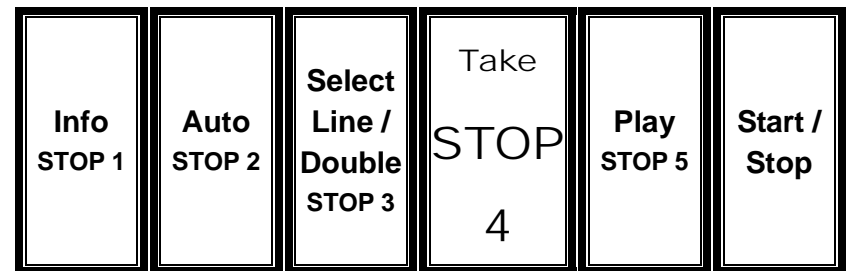 Info
STOP 1
Auto
STOP 2
Select
Line /
Double
STOP 3
Take
STOP
4
Play
STOP 5
Start /
Stop